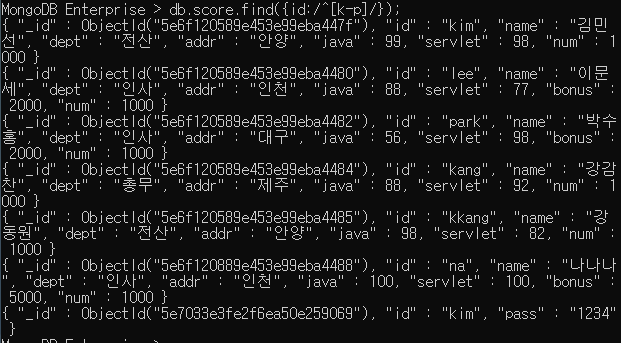 MongoDB Enterprise > db.score.find({id:/^[k-p]/});
{ "_id" : ObjectId("5e6f120589e453e99eba447f"), "id" : "kim", "name" : "김민
선", "dept" : "전산", "addr" : "안양", "java" : 99, "servlet" : 98, "num" : 1
000 }
{ "_id" : ObjectId("5e6f120589e453e99eba4480"), "id" : "lee", "name" : "이문
세", "dept" : "인사", "addr" : "인천", "java" : 88, "servlet" : 77, "bonus" :
 2000, "num" : 1000 }
{ "_id" : ObjectId("5e6f120589e453e99eba4482"), "id" : "park", "name" : "박수
홍", "dept" : "인사", "addr" : "대구", "java" : 56, "servlet" : 98, "bonus" :
 2000, "num" : 1000 }
{ "_id" : ObjectId("5e6f120589e453e99eba4484"), "id" : "kang", "name" : "강감
찬", "dept" : "총무", "addr" : "제주", "java" : 88, "servlet" : 92, "num" : 1
000 }
{ "_id" : ObjectId("5e6f120589e453e99eba4485"), "id" : "kkang", "name" : "강
동원", "dept" : "전산", "addr" : "안양", "java" : 98, "servlet" : 82, "num" :
 1000 }
{ "_id" : ObjectId("5e6f120889e453e99eba4488"), "id" : "na", "name" : "나나나
", "dept" : "인사", "addr" : "인천", "java" : 100, "servlet" : 100, "bonus" :
 5000, "num" : 1000 }
{ "_id" : ObjectId("5e7033e3fe2f6ea50e259069"), "id" : "kim", "pass" : "1234"
 }
MongoDB Enterprise >